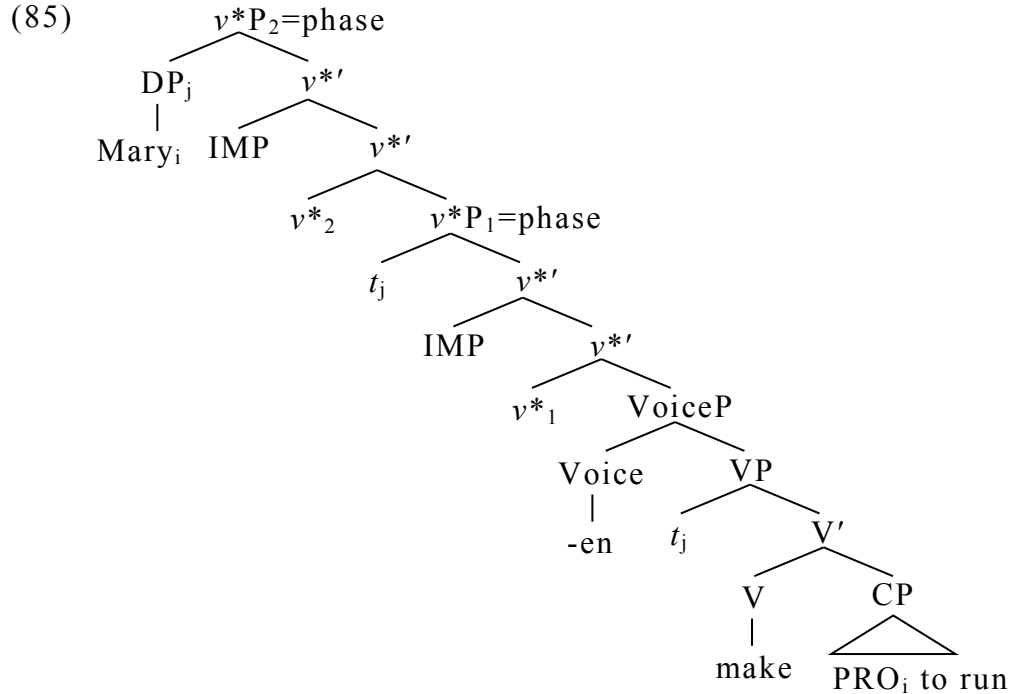 (85)
v*P₂=phase
DPⱼ v*′
Maryᵢ IMP v*′
v*₂ v*P₁=phase
tⱼ v*′
IMP v*′
v*₁ VoiceP
Voice VP
-en tⱼ V′
V CP
make PROᵢ to run